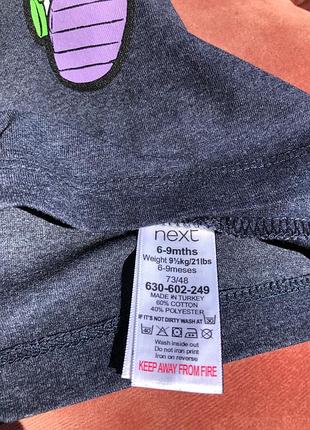 next
6-9mths
Weight 9½kg/21lbs
6-9meses
73/48
630-602-249
MADE IN TURKEY
60% COTTON
40% POLYESTER
IF IT'S NOT DIRTY WASH AT 30
Wash inside out
Do not iron print
Iron on reverse
KEEP AWAY FROM FIRE